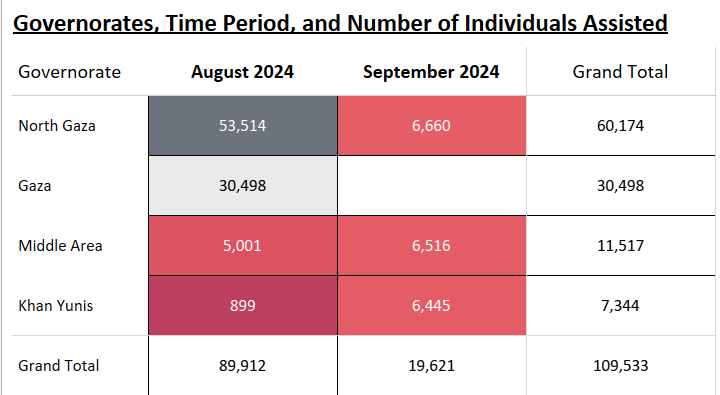 Governorates, Time Period, and Number of Individuals Assisted
Governorate August 2024 September 2024 Grand Total
North Gaza 53,514 6,660 60,174
Gaza 30,498 30,498
Middle Area 5,001 6,516 11,517
Khan Yunis 899 6,445 7,344
Grand Total 89,912 19,621 109,533